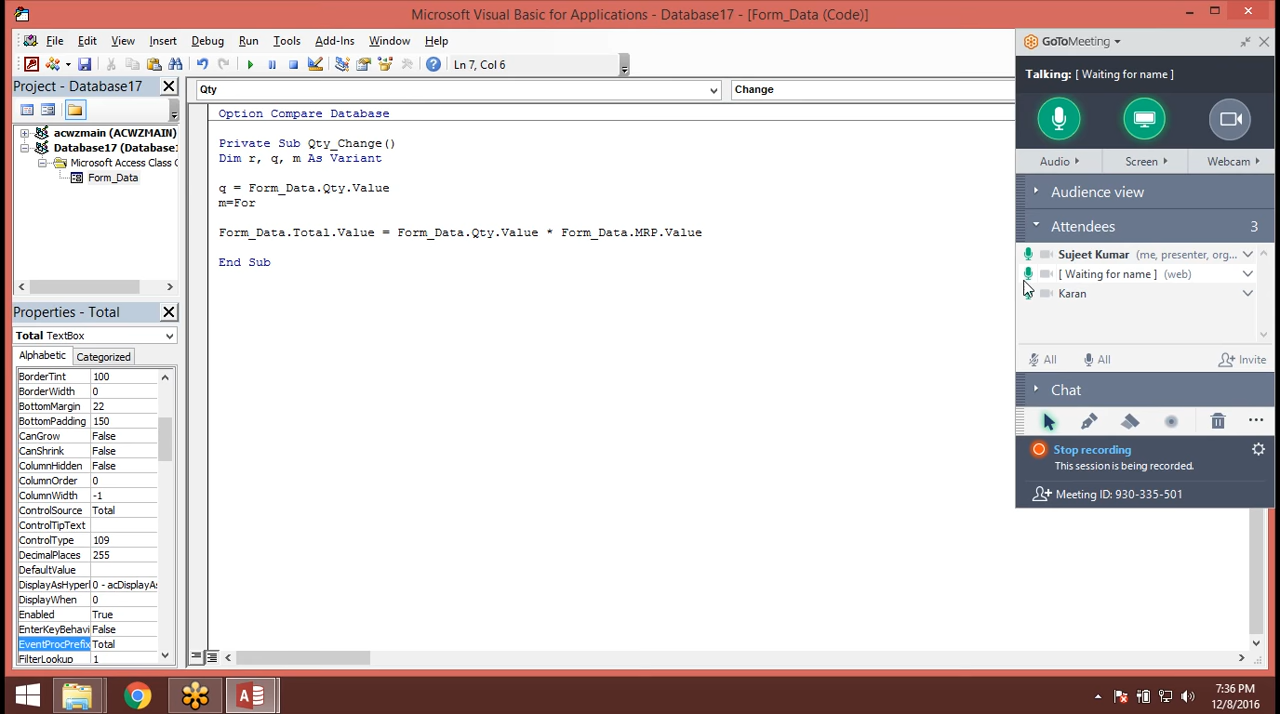 Microsoft Visual Basic for Applications - Database17 - [Form_Data (Code)]
File Edit View Insert Debug Run Tools Add-Ins Window Help
Ln 7, Col 6
Project - Database17
Qty
Change
acwzmain (ACWZMAIN)
Database17 (Database1
Microsoft Access Class O
Form_Data
Option Compare Database
Private Sub Qty_Change()
Dim r, q, m As Variant
q = Form_Data.Qty.Value
m=For
Form_Data.Total.Value = Form_Data.Qty.Value * Form_Data.MRP.Value
End Sub
Properties - Total
Total TextBox
Alphabetic Categorized
BorderTint 100
BorderWidth 0
BottomMargin 22
BottomPadding 150
CanGrow False
CanShrink False
ColumnHidden False
ColumnOrder 0
ColumnWidth -1
ControlSource Total
ControlTipText
ControlType 109
DecimalPlaces 255
DefaultValue
DisplayAsHyperl 0 - acDisplayAs
DisplayWhen 0
Enabled True
EnterKeyBehavi False
EventProcPrefix Total
FilterLookup 1
GoToMeeting
Talking: [ Waiting for name ]
Audio Screen Webcam
Audience view
Attendees 3
Sujeet Kumar (me, presenter, org...
[ Waiting for name ] (web)
Karan
All All Invite
Chat
Stop recording
This session is being recorded.
Meeting ID: 930-335-501
7:36 PM
12/8/2016